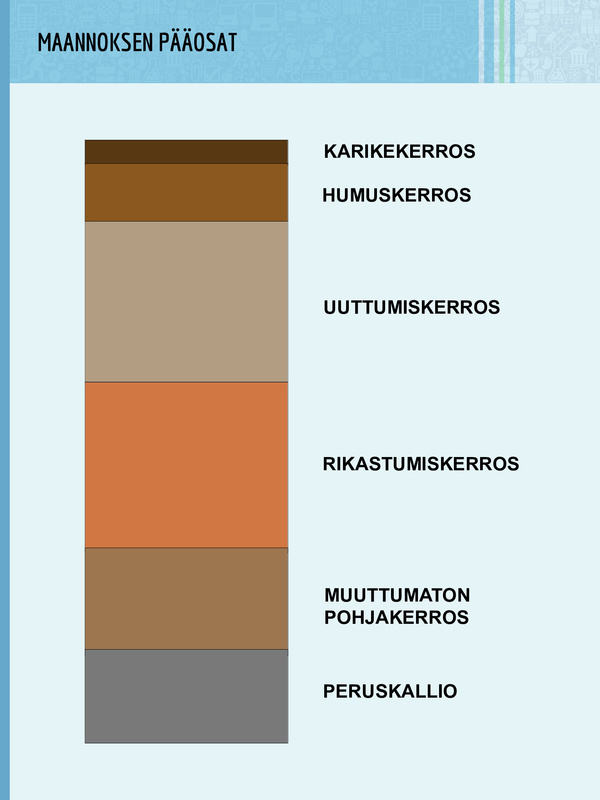 MAANNOKSEN PÄÄOSAT
KARIKEKERROS
HUMUSKERROS
UUTTUMISKERROS
RIKASTUMISKERROS
MUUTTUMATON
POHJAKERROS
PERUSKALLIO